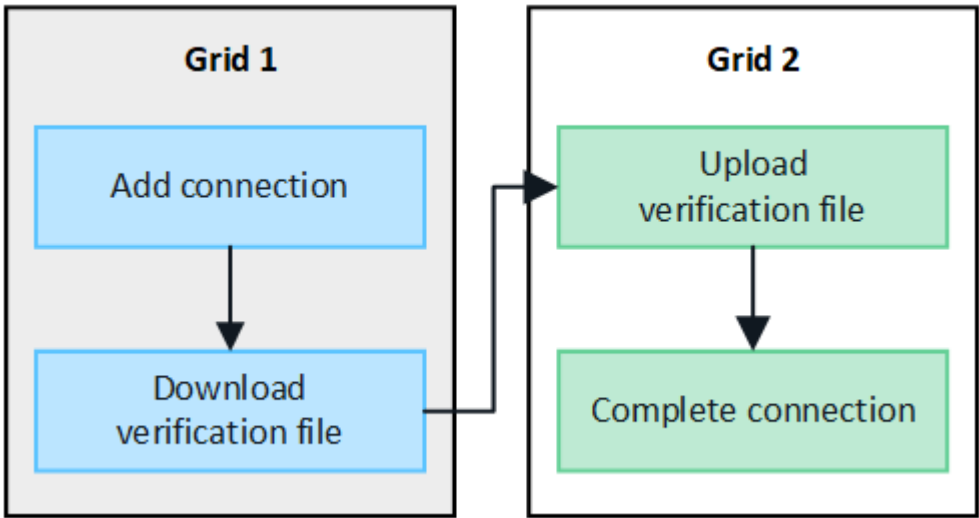 Grid 1
Add connection
Download
verification file
Grid 2
Upload
verification file
Complete connection